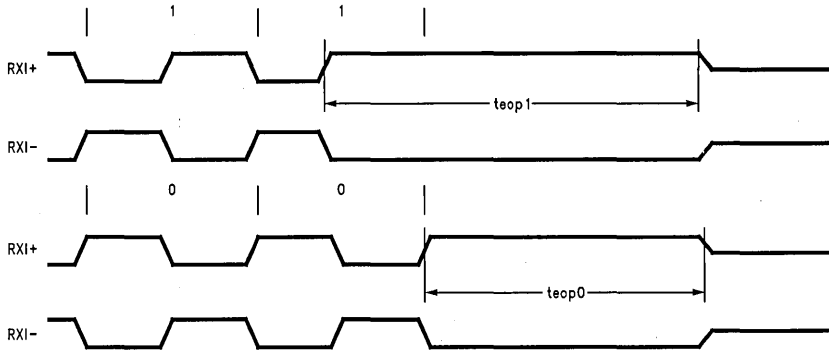 1 1
RXI+
teop1
RXI-
0 0
RXI+
teop0
RXI-